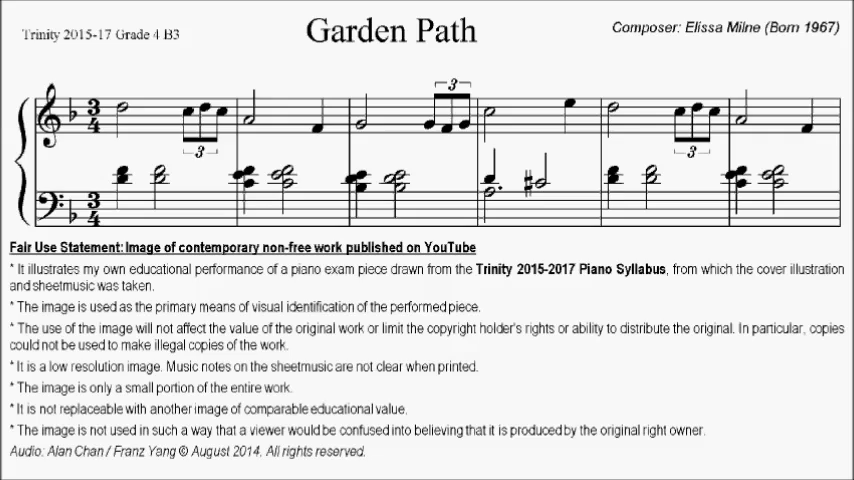 Trinity 2015-17 Grade 4 B3
Garden Path
Composer: Elissa Milne (Born 1967)
3
3
3
3
4
3
4
Fair Use Statement: Image of contemporary non-free work published on YouTube
* It illustrates my own educational performance of a piano exam piece drawn from the Trinity 2015-2017 Piano Syllabus, from which the cover illustration
and sheetmusic was taken.
* The image is used as the primary means of visual identification of the performed piece.
* The use of the image will not affect the value of the original work or limit the copyright holder's rights or ability to distribute the original. In particular, copies
could not be used to make illegal copies of the work.
* It is a low resolution image. Music notes on the sheetmusic are not clear when printed.
* The image is only a small portion of the entire work.
* It is not replaceable with another image of comparable educational value.
* The image is not used in such a way that a viewer would be confused into believing that it is produced by the original right owner.
Audio: Alan Chan / Franz Yang © August 2014. All rights reserved.